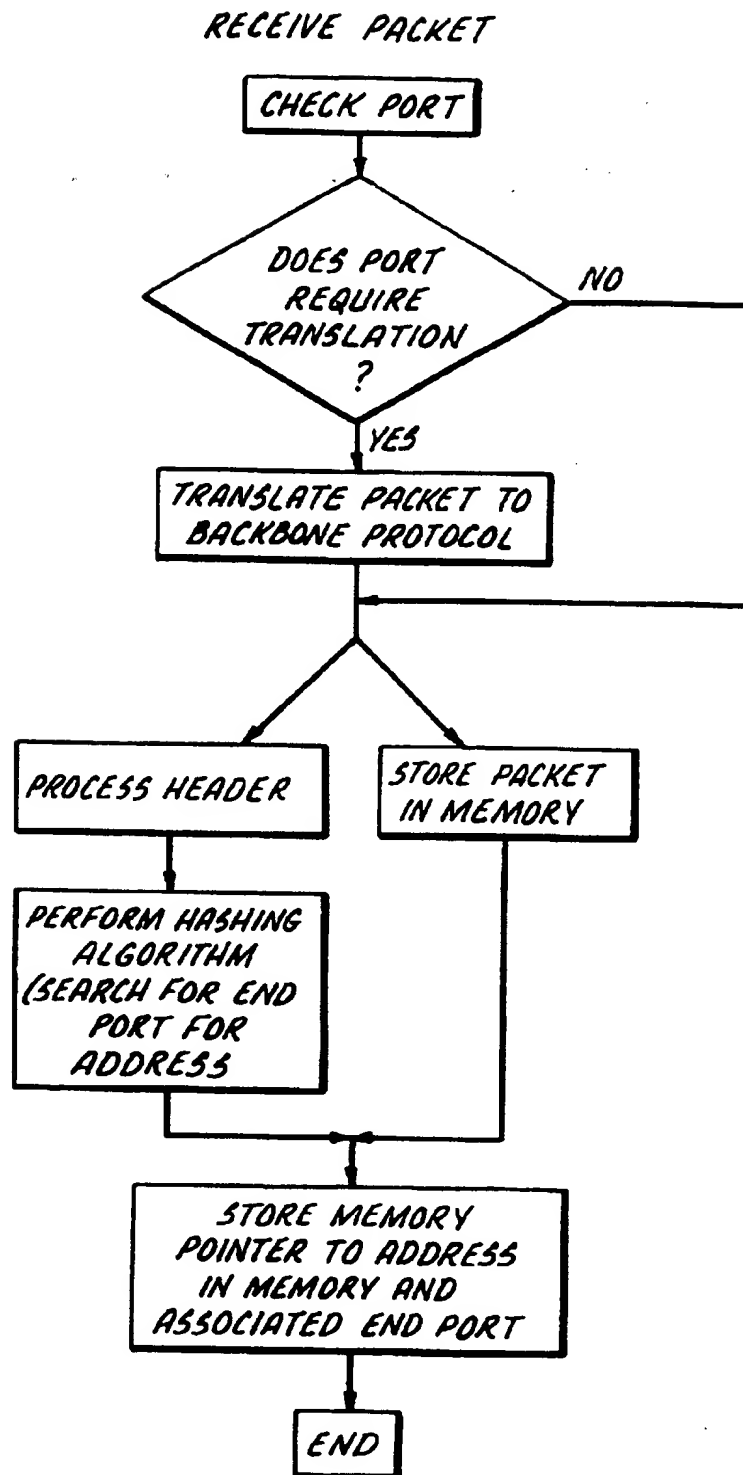 RECEIVE PACKET
CHECK PORT
DOES PORT
REQUIRE
TRANSLATION
?
NO
YES
TRANSLATE PACKET TO
BACKBONE PROTOCOL
PROCESS HEADER
STORE PACKET
IN MEMORY
PERFORM HASHING
ALGORITHM
(SEARCH FOR END
PORT FOR
ADDRESS
STORE MEMORY
POINTER TO ADDRESS
IN MEMORY AND
ASSOCIATED END PORT
END